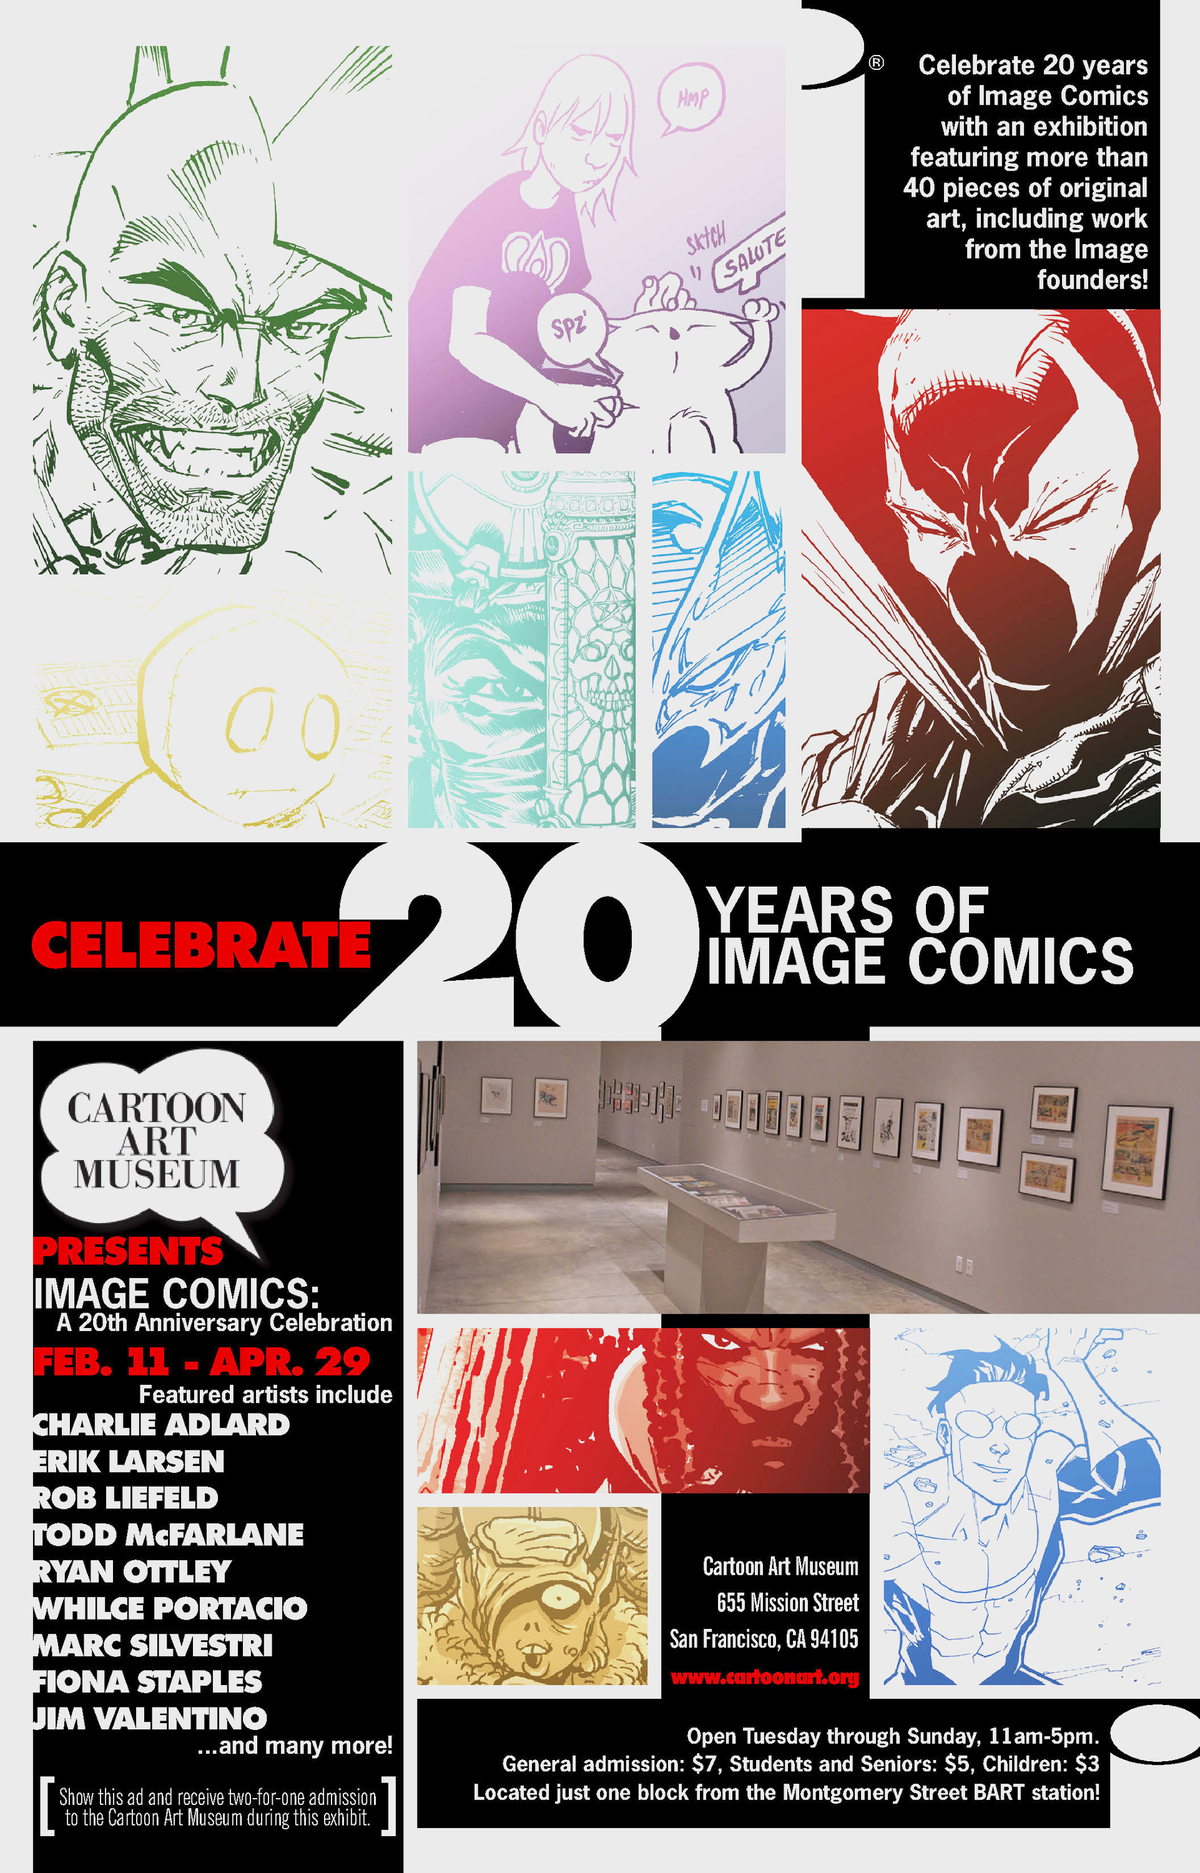 ®
Celebrate 20 years
of Image Comics
with an exhibition
featuring more than
40 pieces of original
art, including work
from the Image
founders!
HMP
SKTCH
SALUTE
SPZ'
CELEBRATE
20
YEARS OF
IMAGE COMICS
CARTOON
ART
MUSEUM
PRESENTS
IMAGE COMICS:
A 20th Anniversary Celebration
FEB. 11 - APR. 29
Featured artists include
CHARLIE ADLARD
ERIK LARSEN
ROB LIEFELD
TODD McFARLANE
RYAN OTTLEY
WHILCE PORTACIO
MARC SILVESTRI
FIONA STAPLES
JIM VALENTINO
...and many more!
[Show this ad and receive two-for-one admission
to the Cartoon Art Museum during this exhibit.]
Cartoon Art Museum
655 Mission Street
San Francisco, CA 94105
www.cartoonart.org
Open Tuesday through Sunday, 11am-5pm.
General admission: $7, Students and Seniors: $5, Children: $3
Located just one block from the Montgomery Street BART station!